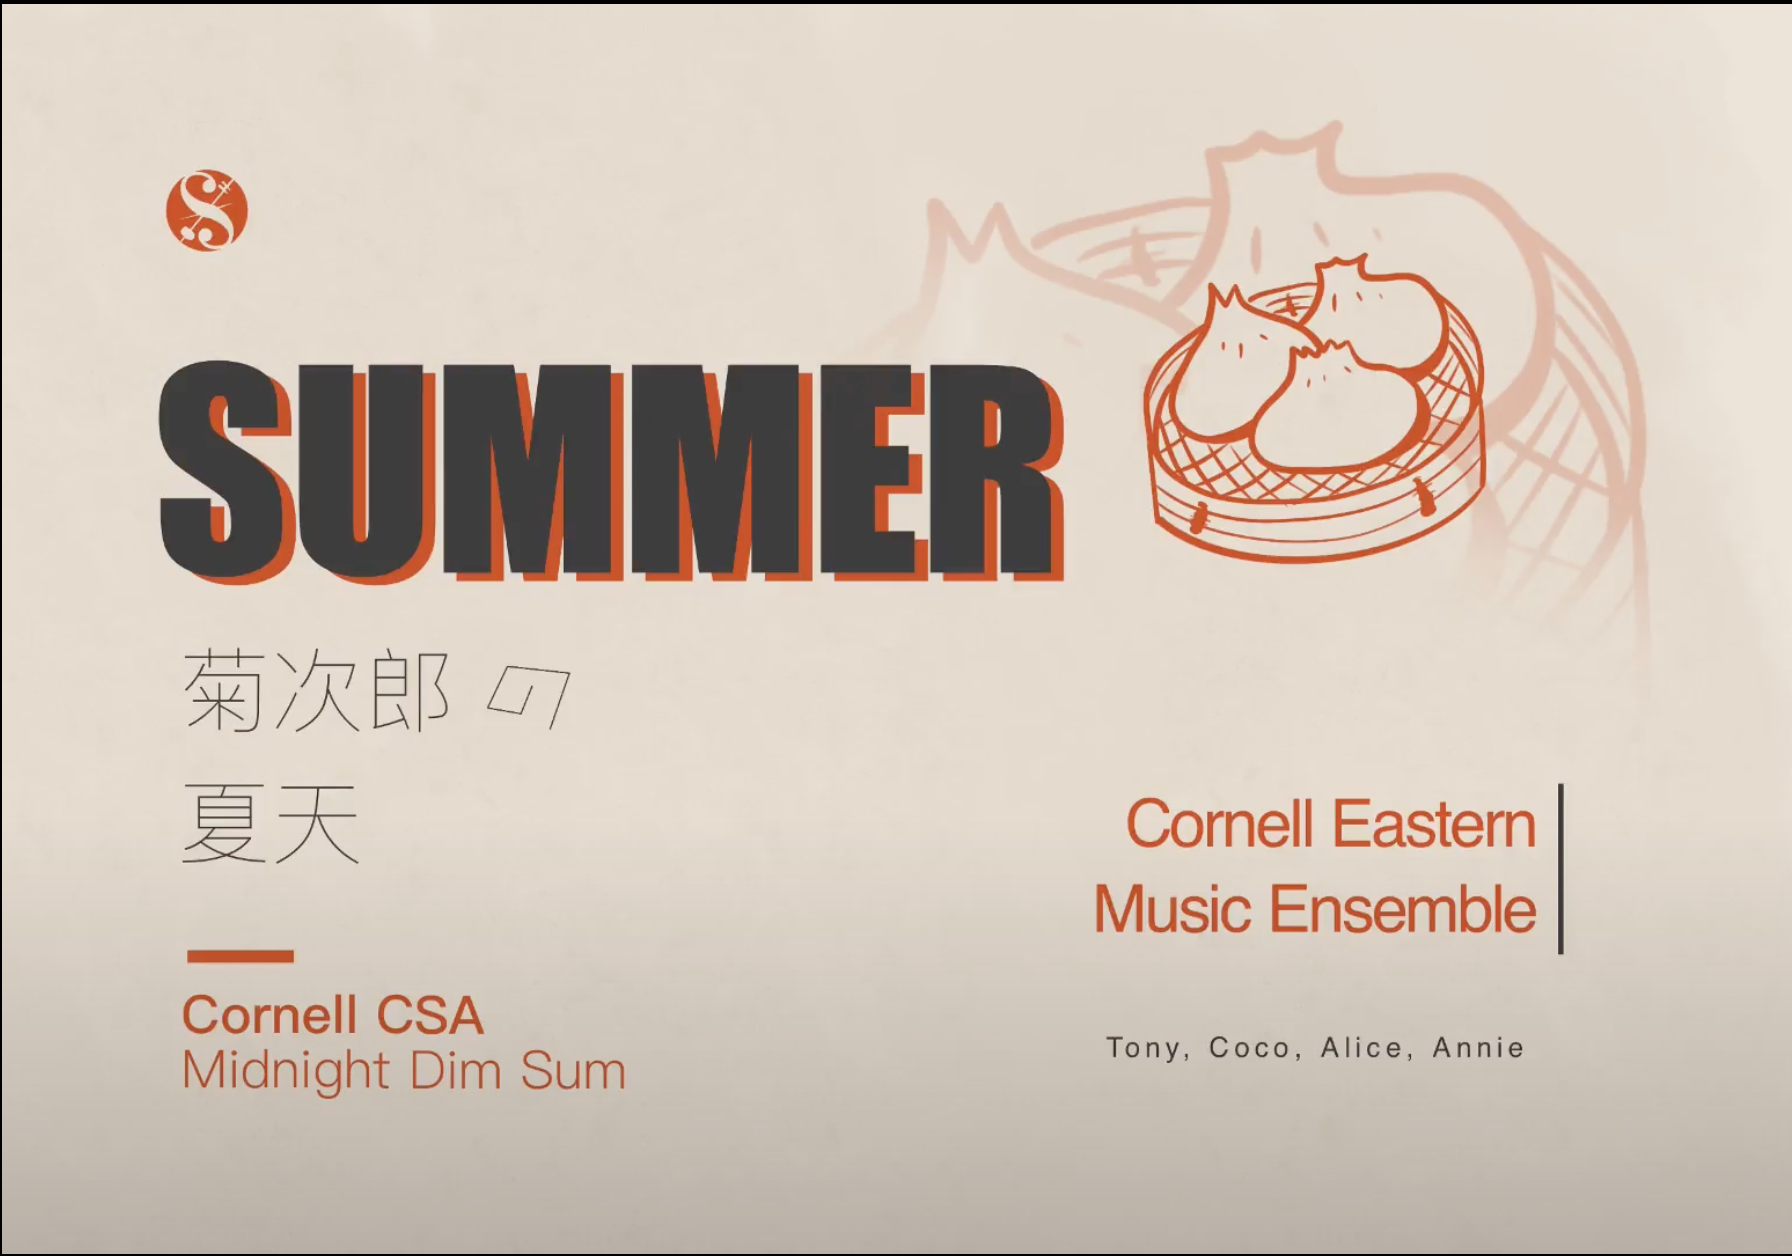 SUMMER
菊次郎の
夏天
Cornell CSA
Midnight Dim Sum
Cornell Eastern
Music Ensemble
Tony, Coco, Alice, Annie